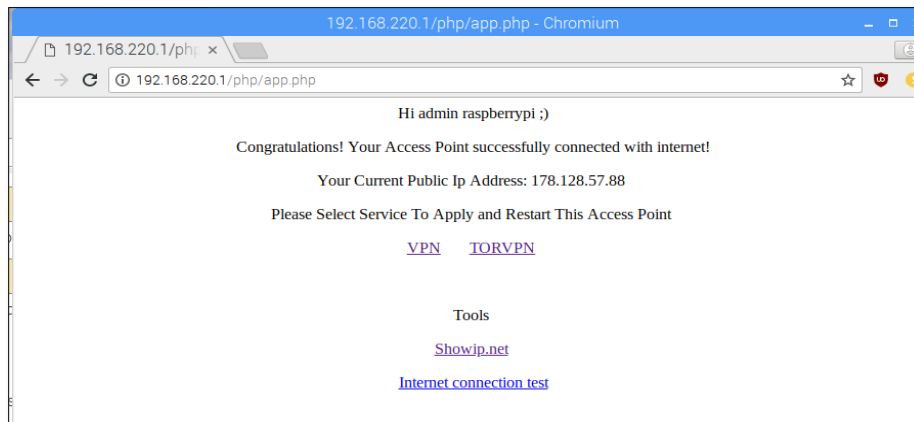 192.168.220.1/php/app.php - Chromium
192.168.220.1/php
192.168.220.1/php/app.php
Hi admin raspberrypi ;)
Congratulations! Your Access Point successfully connected with internet!
Your Current Public Ip Address: 178.128.57.88
Please Select Service To Apply and Restart This Access Point
VPN TORVPN
Tools
Showip.net
Internet connection test